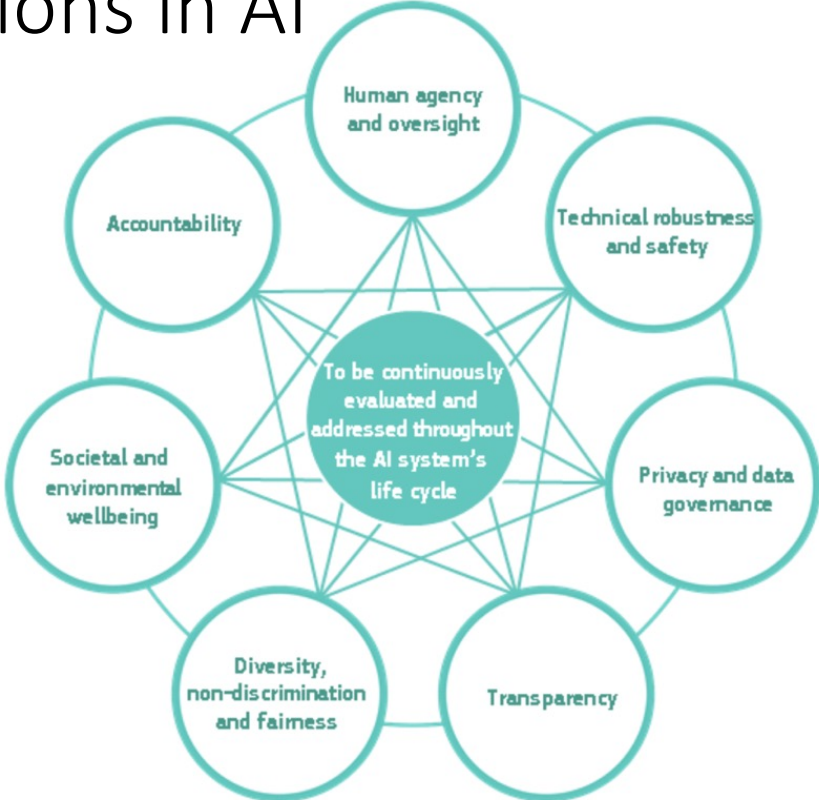 ions in AI
Human agency
and oversight
Accountability
Technical robustness
and safety
To be continuously
evaluated and
addressed throughout
the AI system's
life cycle
Societal and
environmental
wellbeing
Privacy and data
governance
Diversity,
non-discrimination
and fairness
Transparency